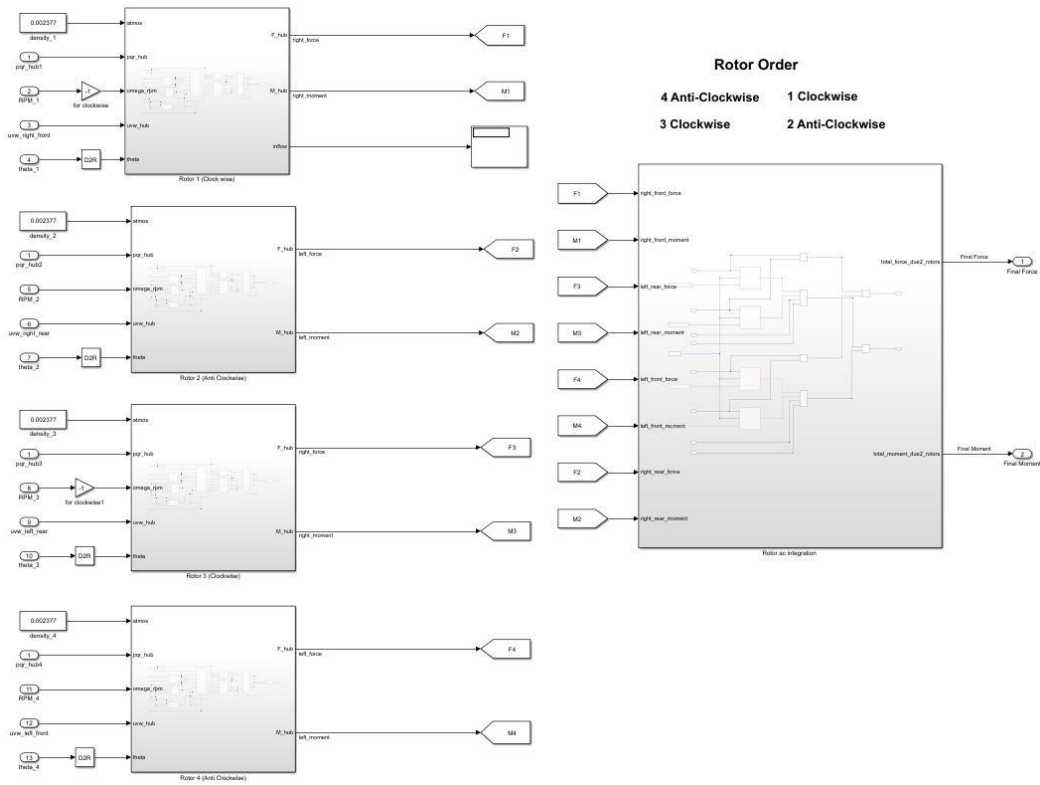 0.002377
density_1
1
pqr_hub1
2
RPM_1
-1
for clockwise
3
uvw_right_front
4
theta_1
D2R
atmos
pqr_hub
omega_rpm
uvw_hub
theta
F_hub
right_force
M_hub
right_moment
inflow
F1
M1
Rotor 1 (Clock wise)
0.002377
density_2
1
pqr_hub2
5
RPM_2
6
uvw_right_rear
7
theta_2
D2R
atmos
pqr_hub
omega_rpm
uvw_hub
theta
F_hub
left_force
M_hub
left_moment
F2
M2
Rotor 2 (Anti Clockwise)
0.002377
density_3
1
pqr_hub3
8
RPM_3
-1
for clockwise1
9
uvw_left_rear
10
theta_3
D2R
atmos
pqr_hub
omega_rpm
uvw_hub
theta
F_hub
right_force
M_hub
right_moment
F3
M3
Rotor 3 (Clockwise)
0.002377
density_4
1
pqr_hub4
11
RPM_4
12
uvw_left_front
13
theta_4
D2R
atmos
pqr_hub
omega_rpm
uvw_hub
theta
F_hub
left_force
M_hub
left_moment
F4
M4
Rotor 4 (Anti Clockwise)
Rotor Order
4 Anti-Clockwise 1 Clockwise
3 Clockwise 2 Anti-Clockwise
F1
right_front_force
M1
right_front_moment
F3
left_rear_force
M3
left_rear_moment
F4
left_front_force
M4
left_front_moment
F2
right_rear_force
M2
right_rear_moment
total_force_due2_rotors
Final Force
1
Final Force
total_moment_due2_rotors
Final Moment
2
Final Moment
Rotor ac integration